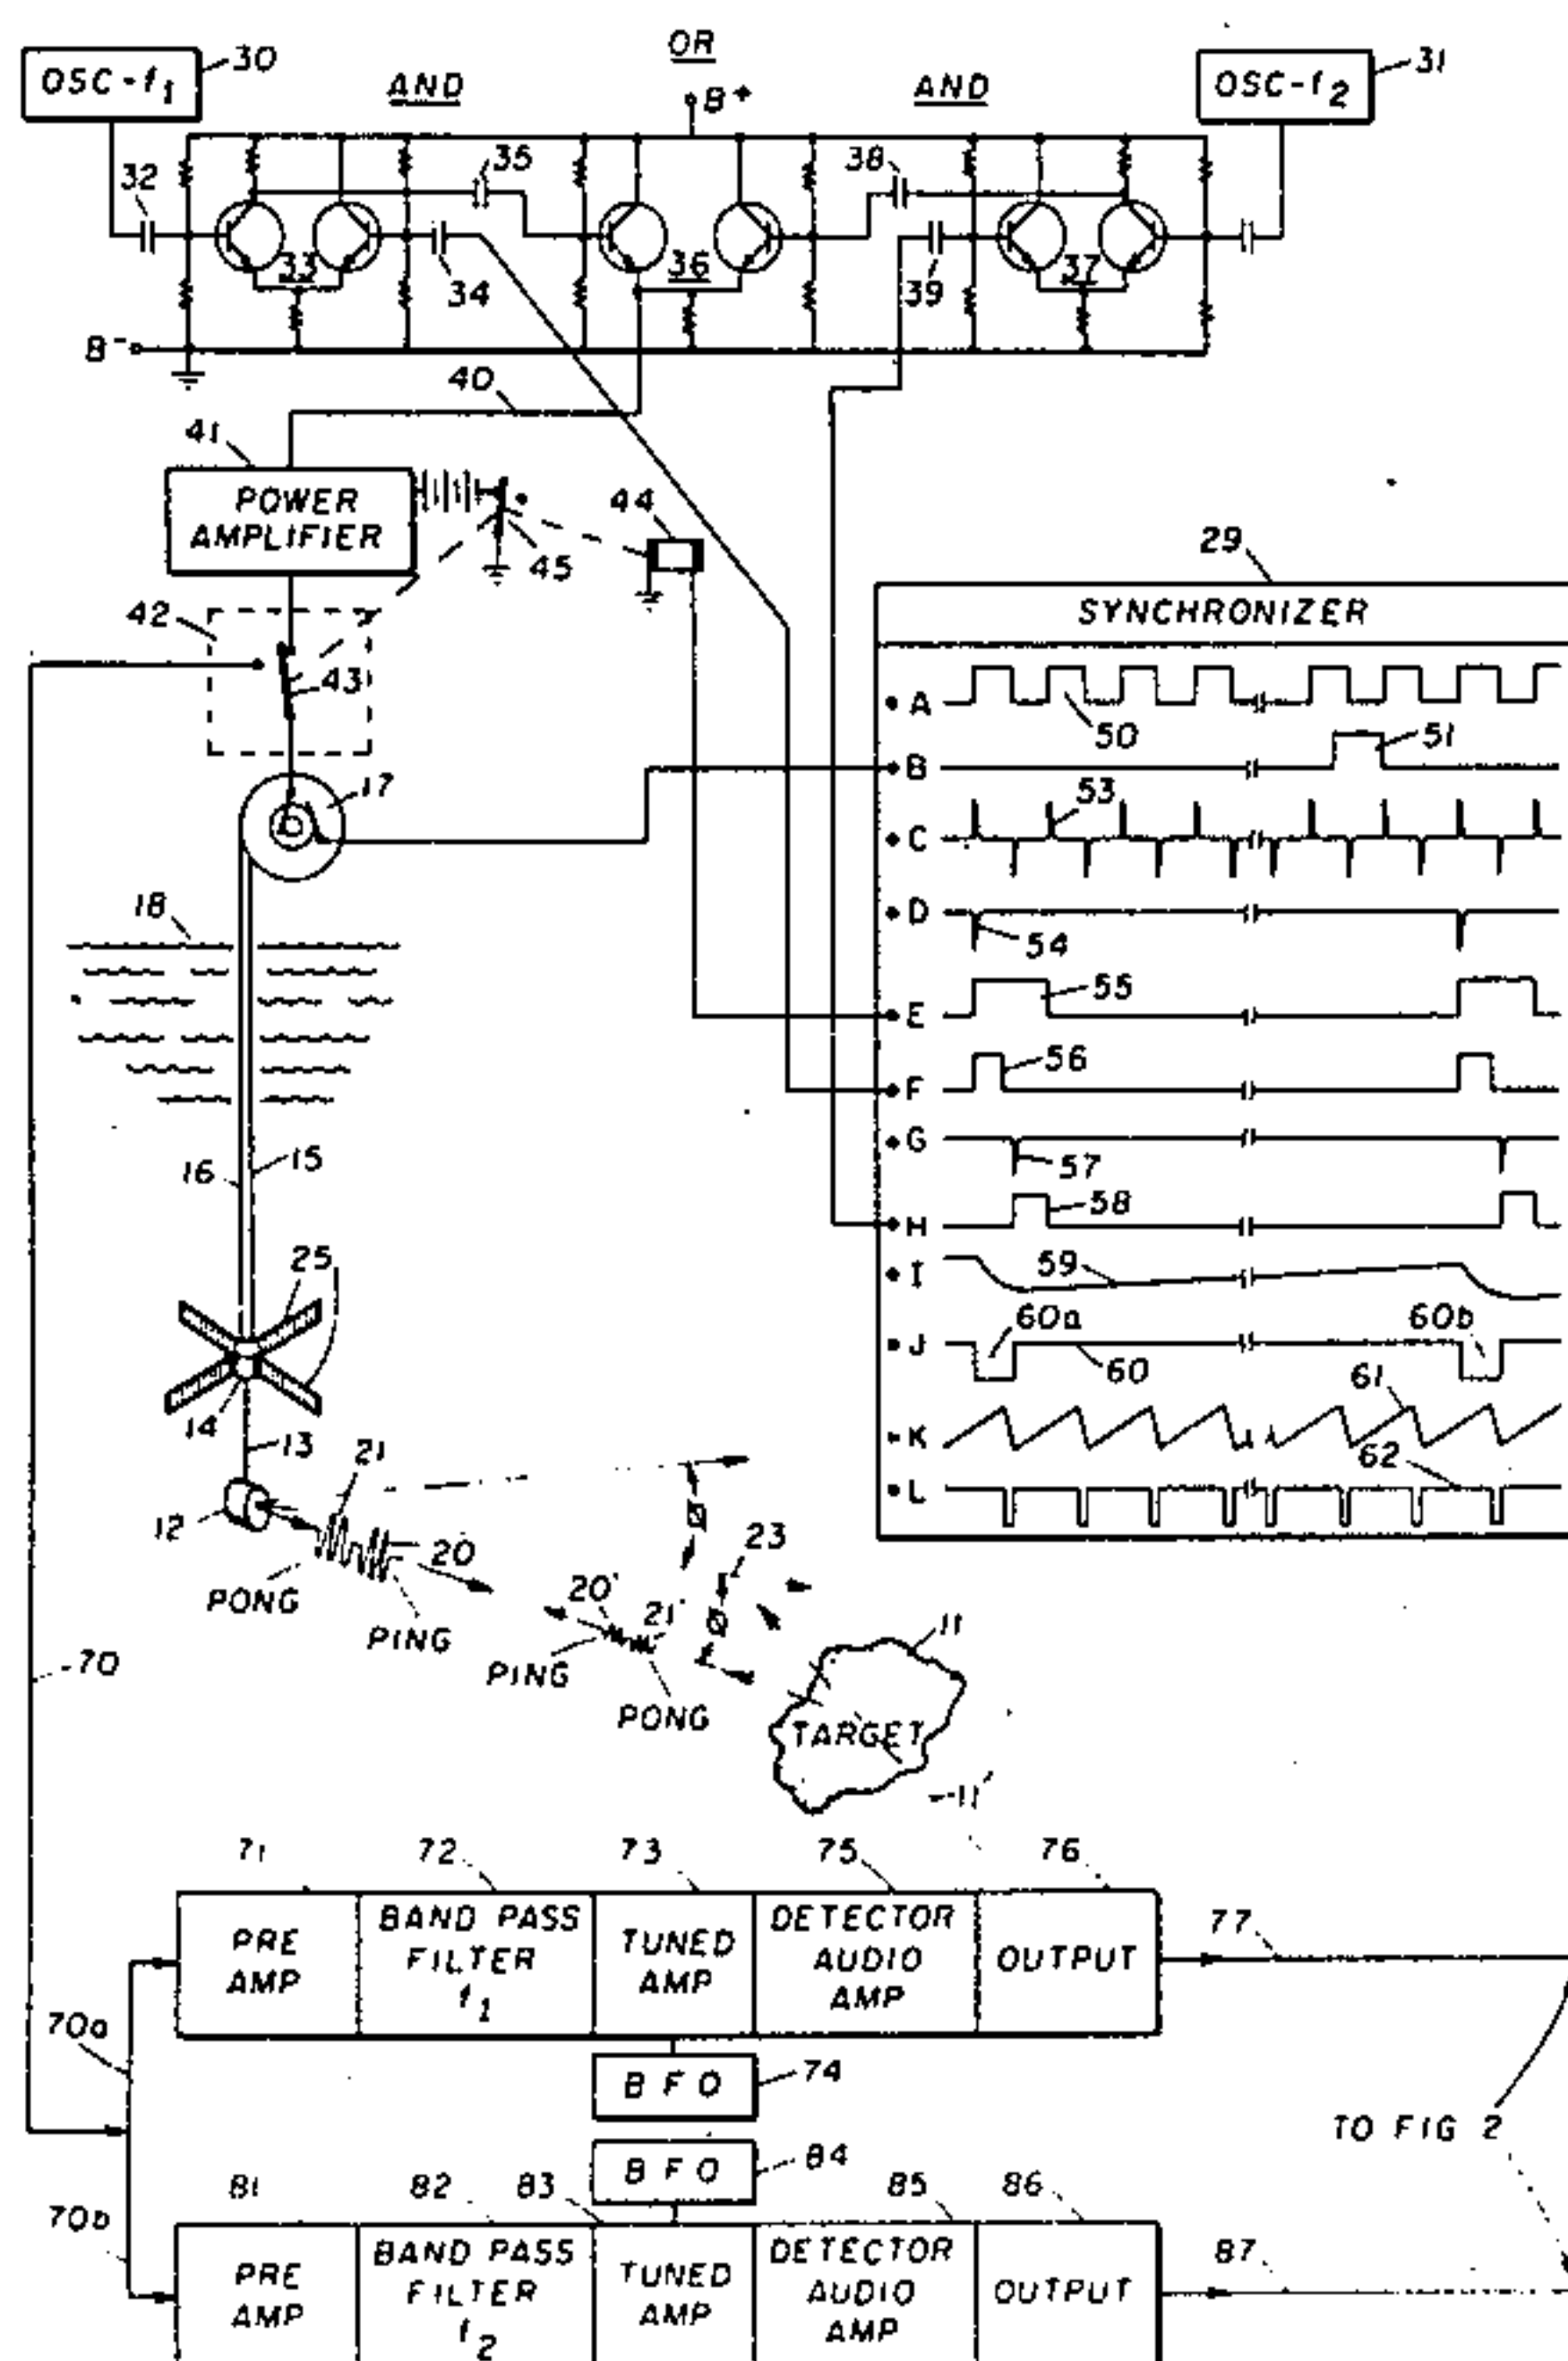 OR
OSC-f1
30
AND
B+
AND
OSC-f2
31
32
35
38
33
34
36
39
37
B-
40
41
POWER
AMPLIFIER
44
45
42
43
29
SYNCHRONIZER
A
50
B
51
17
C
53
18
D
54
E
55
F
56
G
57
16
15
H
58
25
I
59
60a
60b
J
60
61
14
K
62
13
21
L
12
20
23
PONG
PING
20'
21'
Ø
Ø
PING
PONG
11
TARGET
11'
70
71
72
73
75
76
PRE
AMP
BAND PASS
FILTER
f1
TUNED
AMP
DETECTOR
AUDIO
AMP
OUTPUT
77
70a
BFO
74
TO FIG 2
BFO
84
70b
81
82
83
85
86
PRE
AMP
BAND PASS
FILTER
f2
TUNED
AMP
DETECTOR
AUDIO
AMP
OUTPUT
87